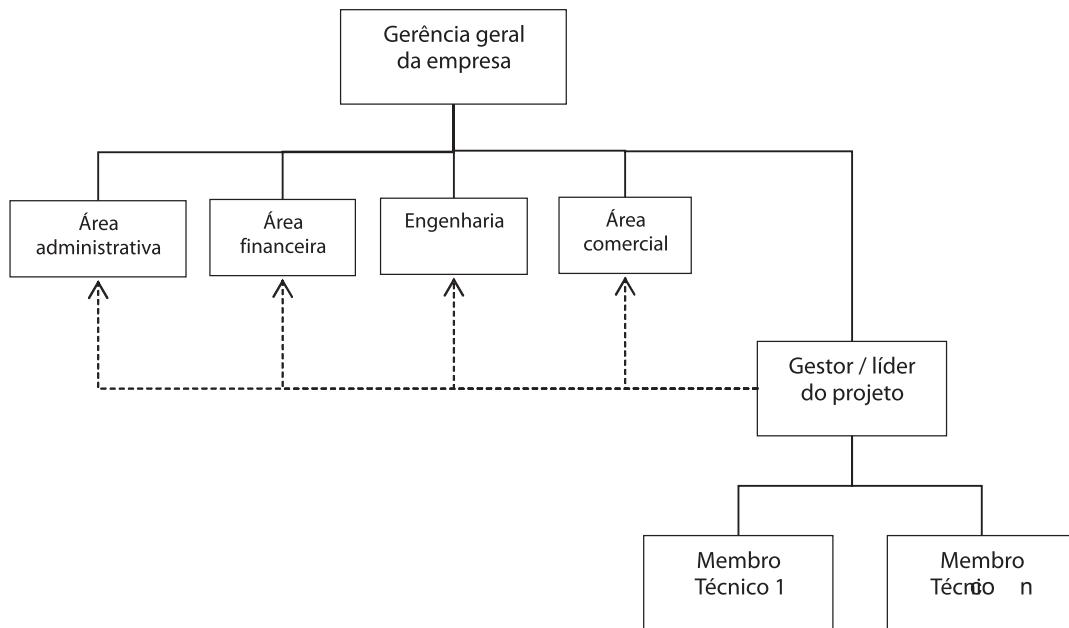 Gerência geral
da empresa
Área
administrativa
Área
financeira
Engenharia
Área
comercial
Gestor / líder
do projeto
Membro
Técnico 1
Membro
Técnico n